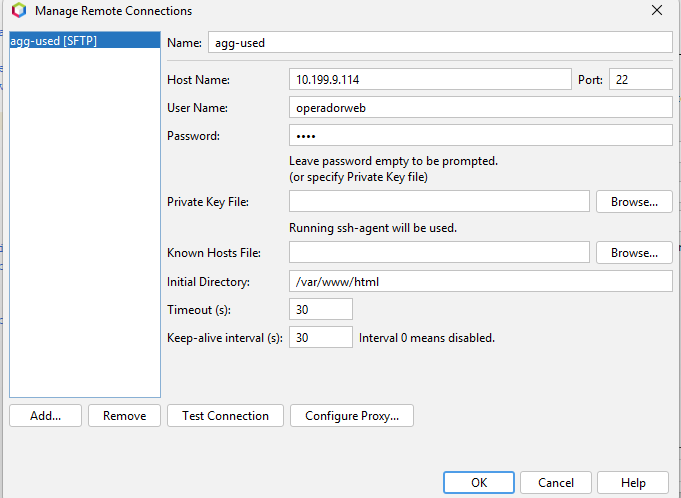 Manage Remote Connections
agg-used [SFTP]
Name: agg-used
Host Name: 10.199.9.114 Port: 22
User Name: operadorweb
Password: ••••
Leave password empty to be prompted.
(or specify Private Key file)
Private Key File: Browse...
Running ssh-agent will be used.
Known Hosts File: Browse...
Initial Directory: /var/www/html
Timeout (s): 30
Keep-alive interval (s): 30 Interval 0 means disabled.
Add... Remove Test Connection Configure Proxy...
OK Cancel Help